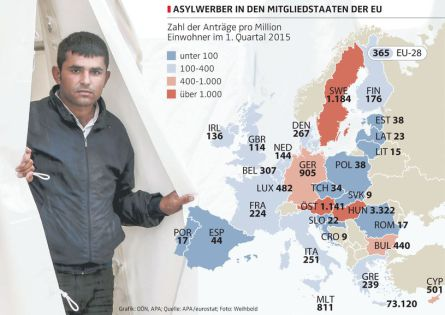 ASYLWERBER IN DEN MITGLIEDSTAATEN DER EU
Zahl der Anträge pro Million
Einwohner im 1. Quartal 2015
unter 100
100-400
400-1.000
über 1.000
365 EU-28
SWE
1.184
FIN
176
EST 38
LAT 23
LIT 15
DEN
267
IRL
136
GBR
114
NED
144
BEL 307
LUX 482
GER
905
POL 38
TCH 34
SVK 9
FRA
224
ÖST 1.141
HUN 3.322
SLO 22
CRO 9
ROM 17
BUL 440
POR
17
ESP
44
ITA
251
GRE
239
MLT
811
CYP
501
73.120
Grafik: OÖN, APA; Quelle: APA/eurostat; Foto: Weihbold